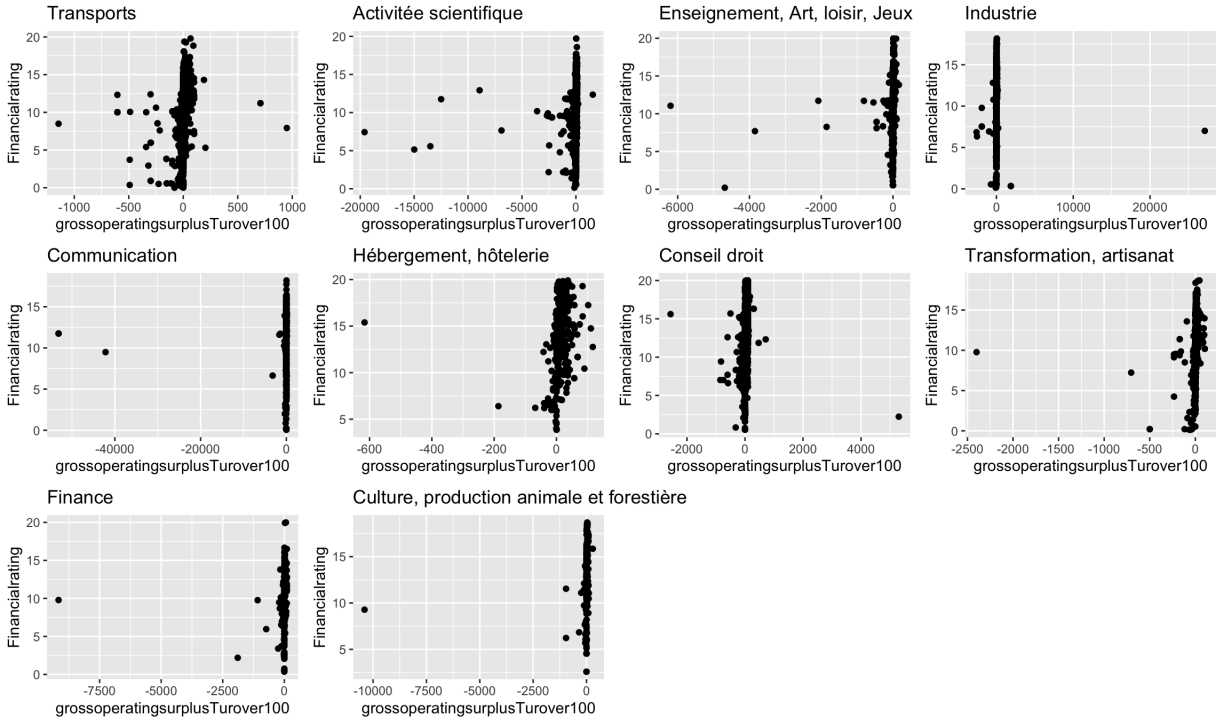 Transports
Financialrating
20
15
10
5
0
-1000 -500 0 500 1000
grossoperatingsurplusTurover100
Activitée scientifique
Financialrating
20
15
10
5
0
-20000 -15000 -10000 -5000 0
grossoperatingsurplusTurover100
Enseignement, Art, loisir, Jeux
Financialrating
20
15
10
5
0
-6000 -4000 -2000 0
grossoperatingsurplusTurover100
Industrie
Financialrating
15
10
5
0
0 10000 20000
grossoperatingsurplusTurover100
Communication
Financialrating
15
10
5
0
-40000 -20000 0
grossoperatingsurplusTurover100
Hébergement, hôtelerie
Financialrating
20
15
10
5
-600 -400 -200 0
grossoperatingsurplusTurover100
Conseil droit
Financialrating
20
15
10
5
0
-2000 0 2000 4000
grossoperatingsurplusTurover100
Transformation, artisanat
Financialrating
15
10
5
0
-2500 -2000 -1500 -1000 -500 0
grossoperatingsurplusTurover100
Finance
Financialrating
20
15
10
5
0
-7500 -5000 -2500 0
grossoperatingsurplusTurover100
Culture, production animale et forestière
Financialrating
15
10
5
-10000 -7500 -5000 -2500 0
grossoperatingsurplusTurover100